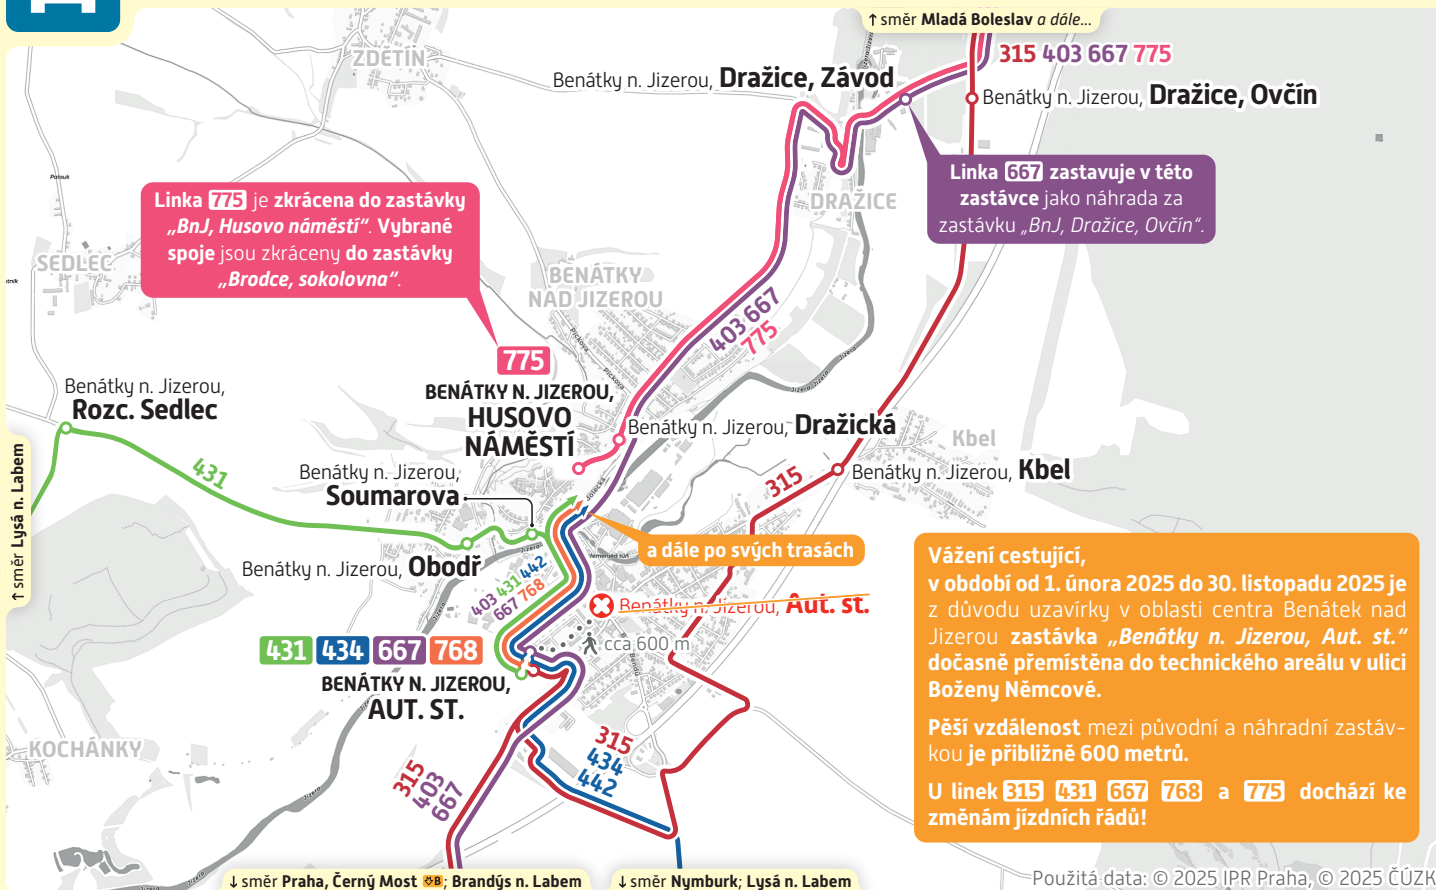 ↑ směr Mladá Boleslav a dále...
315 403 667 775
ZDĚTÍN
Benátky n. Jizerou, Dražice, Závod
Benátky n. Jizerou, Dražice, Ovčín
Palouk
Linka 667 zastavuje v této
zastávce jako náhrada za
zastávku „BnJ, Dražice, Ovčín“.
Linka 775 je zkrácena do zastávky
„BnJ, Husovo náměstí“. Vybrané
spoje jsou zkráceny do zastávky
„Brodce, sokolovna“.
DRAŽICE
SEDLEC
BENÁTKY
NAD JIZEROU
403 667
775
Pickova
Pickova
Jizera
Jizera Jizera
775
BENÁTKY N. JIZEROU,
HUSOVO
NÁMĚSTÍ
Benátky n. Jizerou,
Rozc. Sedlec
Benátky n. Jizerou, Dražická
Kbel
↑ směr Lysá n. Labem
431
Benátky n. Jizerou,
Soumarova
315
Benátky n. Jizerou, Kbel
Jizera
a dále po svých trasách
Benátky n. Jizerou, Obodř
403 431 442
667 768
Benátky n. Jizerou, Aut. st.
cca 600 m
431 434 667 768
BENÁTKY N. JIZEROU,
AUT. ST.
Vážení cestující,
v období od 1. února 2025 do 30. listopadu 2025 je
z důvodu uzavírky v oblasti centra Benátek nad
Jizerou zastávka „Benátky n. Jizerou, Aut. st.“
dočasně přemístěna do technického areálu v ulici
Boženy Němcové.
Pěší vzdálenost mezi původní a náhradní zastáv-
kou je přibližně 600 metrů.
U linek 315 431 667 768 a 775 dochází ke
změnám jízdních řádů!
KOCHÁNKY
315
434
442
315
403
667
Jizera
↓ směr Praha, Černý Most B; Brandýs n. Labem
↓ směr Nymburk; Lysá n. Labem
Použitá data: © 2025 IPR Praha, © 2025 ČÚZK